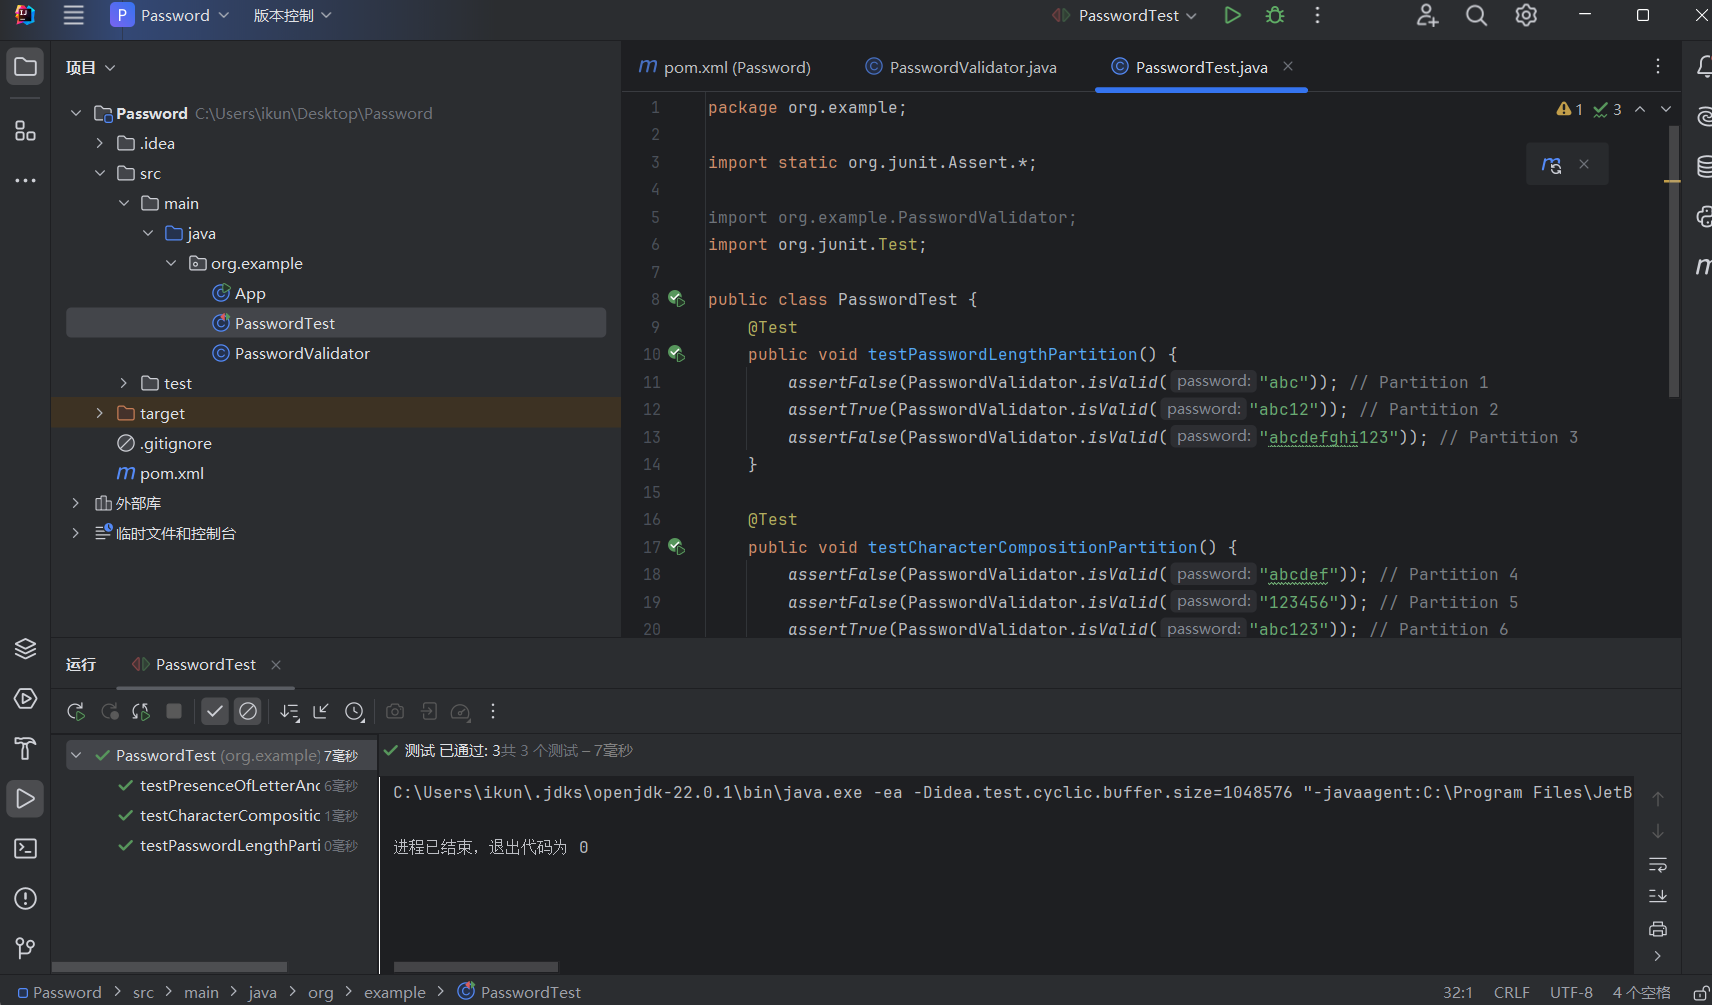 P Password 版本控制 PasswordTest
项目
Password C:\Users\ikun\Desktop\Password
.idea
src
main
java
org.example
App
PasswordTest
PasswordValidator
test
target
.gitignore
pom.xml
外部库
临时文件和控制台
pom.xml (Password) PasswordValidator.java PasswordTest.java
1 package org.example;
2
3 import static org.junit.Assert.*;
4
5 import org.example.PasswordValidator;
6 import org.junit.Test;
7
8 public class PasswordTest {
9 @Test
10 public void testPasswordLengthPartition() {
11 assertFalse(PasswordValidator.isValid( password: "abc")); // Partition 1
12 assertTrue(PasswordValidator.isValid( password: "abc12")); // Partition 2
13 assertFalse(PasswordValidator.isValid( password: "abcdefghi123")); // Partition 3
14 }
15
16 @Test
17 public void testCharacterCompositionPartition() {
18 assertFalse(PasswordValidator.isValid( password: "abcdef")); // Partition 4
19 assertFalse(PasswordValidator.isValid( password: "123456")); // Partition 5
20 assertTrue(PasswordValidator.isValid( password: "abc123")); // Partition 6
1 3
运行 PasswordTest
PasswordTest (org.example) 7毫秒
testPresenceOfLetterAnd 6毫秒
testCharacterCompositic 1毫秒
testPasswordLengthParti 0毫秒
测试 已通过: 3共 3 个测试 – 7毫秒
C:\Users\ikun\.jdks\openjdk-22.0.1\bin\java.exe -ea -Didea.test.cyclic.buffer.size=1048576 "-javaagent:C:\Program Files\JetB
进程已结束，退出代码为 0
Password > src > main > java > org > example > PasswordTest 32:1 CRLF UTF-8 4 个空格